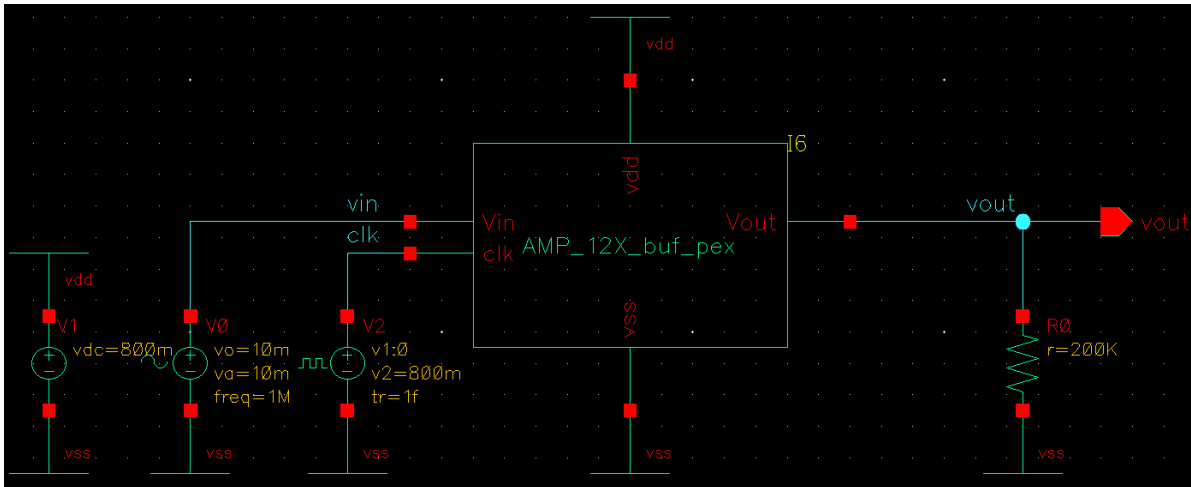 vdd
I6
vdd
vin
Vin
Vout
vout
vout
clk
clk
AMP_12X_buf_pex
vdd
vss
V1
V0
V2
R0
vdc=800m
vo=10m
v1:0
r=200K
va=10m
v2=800m
freq=1M
tr=1f
vss
vss
vss
vss
vss